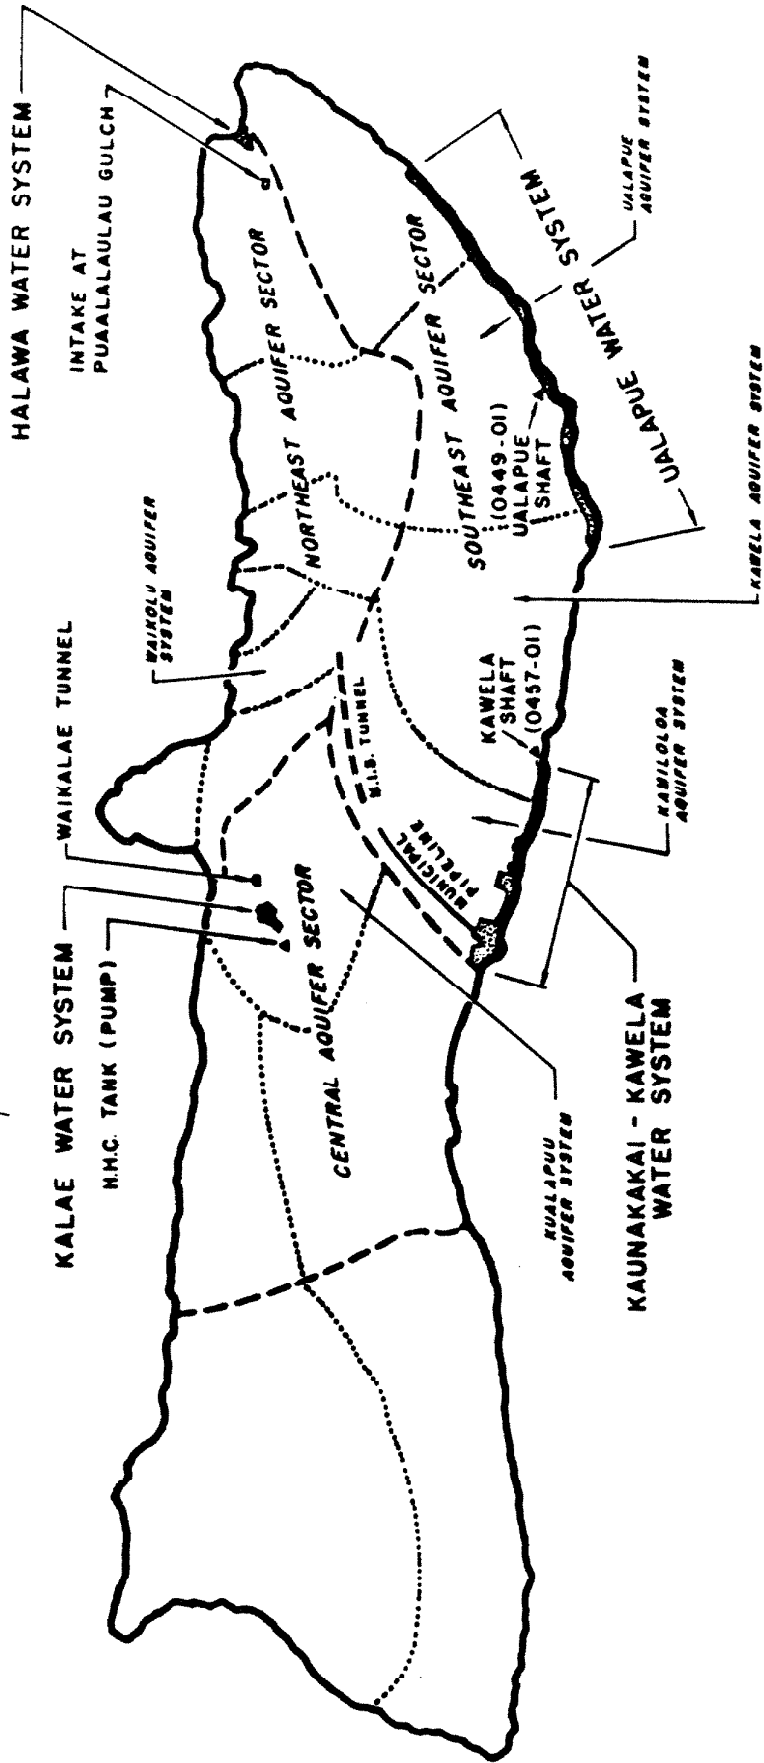 HALAWA WATER SYSTEM
INTAKE AT
PUAALALAULAU GULCH
WAIKOLU AQUIFER
SYSTEM
WAIKALAE TUNNEL
KALAE WATER SYSTEM
H.H.C. TANK (PUMP)
NORTHEAST AQUIFER SECTOR
SOUTHEAST AQUIFER SECTOR
CENTRAL AQUIFER SECTOR
M.I.S. TUNNEL
MUNICIPAL
PIPELINE
(0449-01)
UALAPUE
SHAFT
KAWELA
SHAFT
(0457-01)
UALAPUE WATER SYSTEM
UALAPUE
AQUIFER SYSTEM
KAWELA AQUIFER SYSTEM
KAMILOLOA
AQUIFER SYSTEM
KUALAPUU
AQUIFER SYSTEM
KAUNAKAKAI - KAWELA
WATER SYSTEM